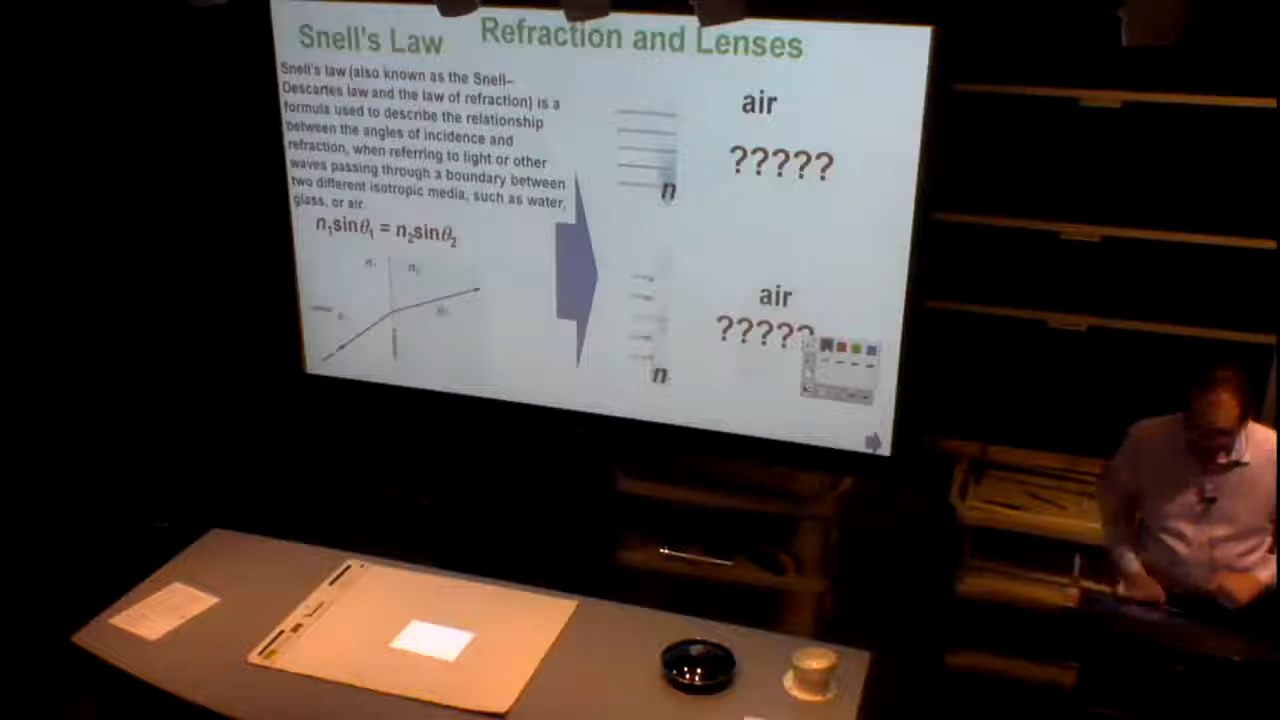 Snell's Law
Refraction and Lenses
Snell's law (also known as the Snell–
Descartes law and the law of refraction) is a
formula used to describe the relationship
between the angles of incidence and
refraction, when referring to light or other
waves passing through a boundary between
two different isotropic media, such as water,
glass, or air.
n₁sinθ₁ = n₂sinθ₂
air
?????
n
air
?????
n